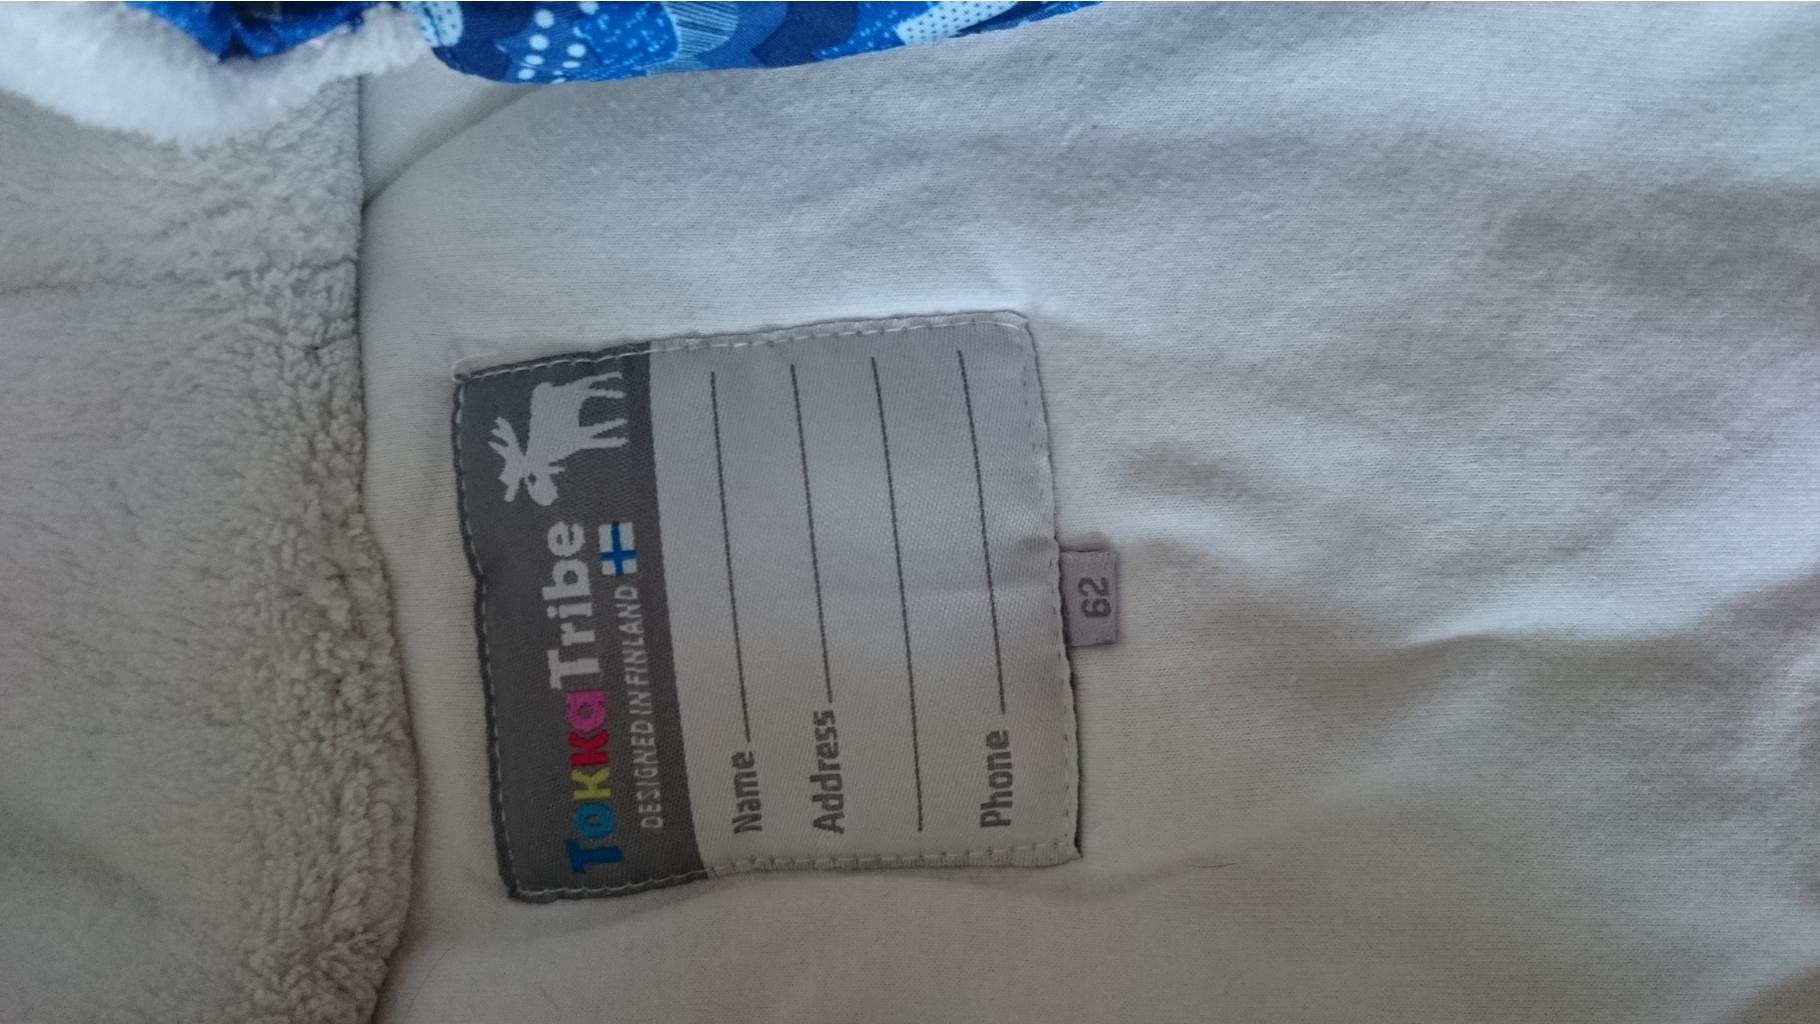 TokkaTribe
DESIGNED IN FINLAND
Name
Address
Phone
62